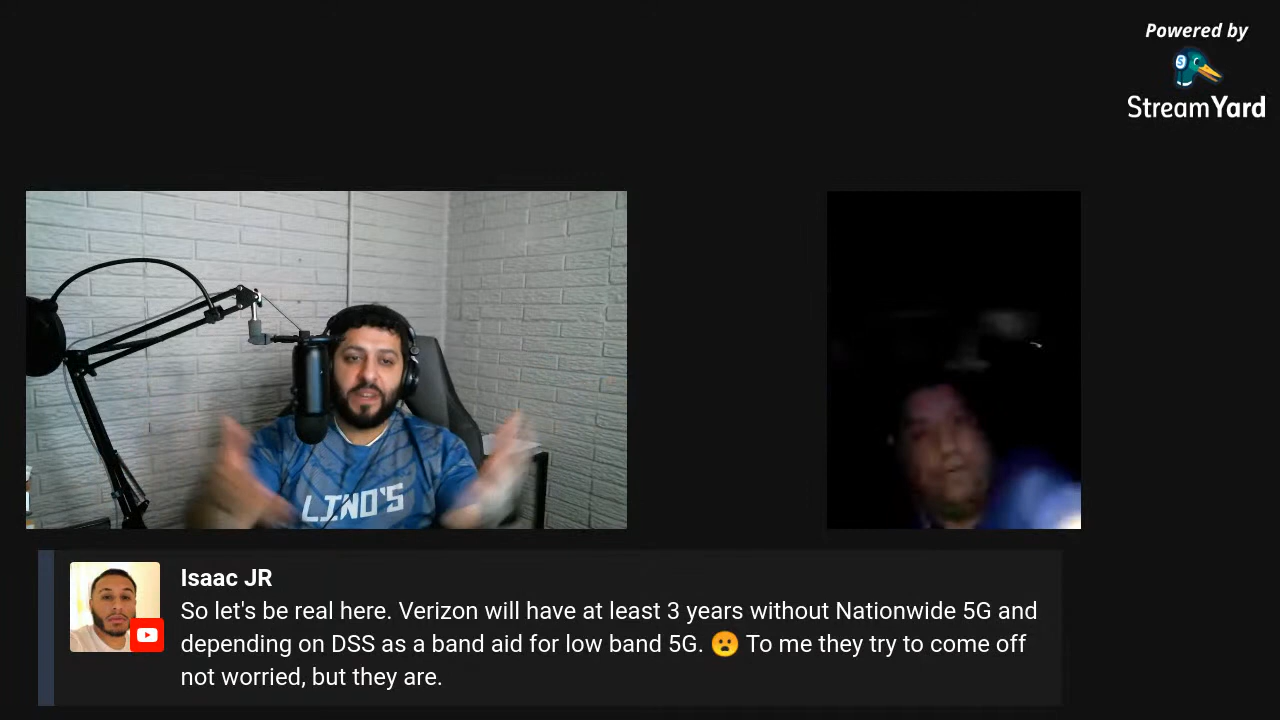 Powered by
StreamYard
LINO'S
Isaac JR
So let's be real here. Verizon will have at least 3 years without Nationwide 5G and
depending on DSS as a band aid for low band 5G. 😮 To me they try to come off
not worried, but they are.